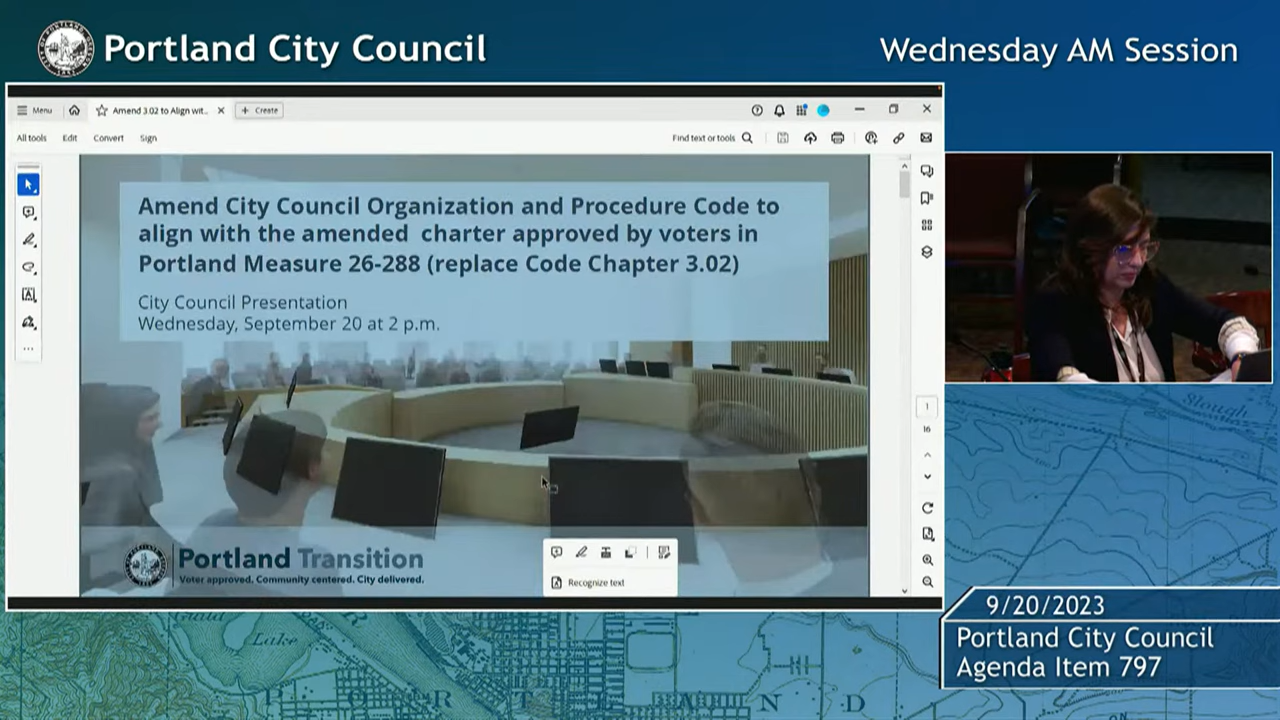 Portland City Council
Wednesday AM Session
Menu
Amend 3.02 to Align wit..
Create
All tools
Edit
Convert
Sign
Find text or tools
Amend City Council Organization and Procedure Code to
align with the amended charter approved by voters in
Portland Measure 26-288 (replace Code Chapter 3.02)
City Council Presentation
Wednesday, September 20 at 2 p.m.
1
16
Portland Transition
Voter approved. Community centered. City delivered.
Recognize text
Slough
Guild
Lake
9/20/2023
Portland City Council
Agenda Item 797
R T L A N D